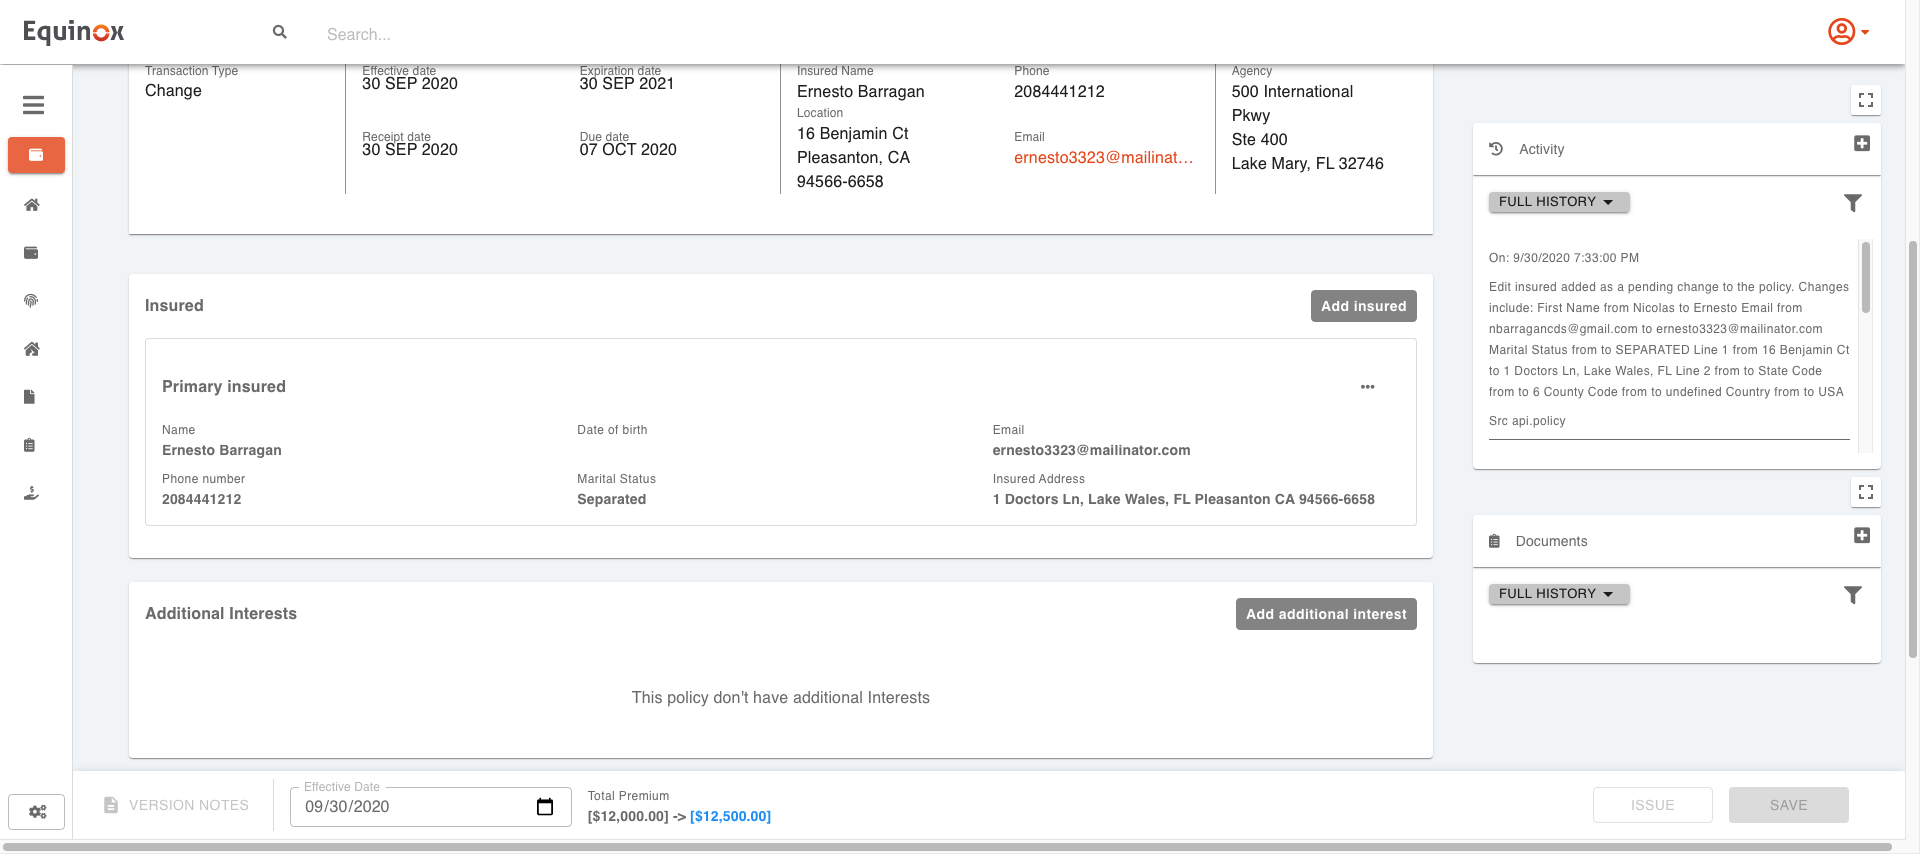 Equinox
Search...
Transaction Type
Change
Effective date
30 SEP 2020
Expiration date
30 SEP 2021
Receipt date
30 SEP 2020
Due date
07 OCT 2020
Insured Name
Ernesto Barragan
Location
16 Benjamin Ct
Pleasanton, CA
94566-6658
Phone
2084441212
Email
ernesto3323@mailinat...
Agency
500 International
Pkwy
Ste 400
Lake Mary, FL 32746
Insured
Add insured
Primary insured
Name
Ernesto Barragan
Date of birth
Email
ernesto3323@mailinator.com
Phone number
2084441212
Marital Status
Separated
Insured Address
1 Doctors Ln, Lake Wales, FL Pleasanton CA 94566-6658
Additional Interests
Add additional interest
This policy don't have additional Interests
Activity
FULL HISTORY
On: 9/30/2020 7:33:00 PM
Edit insured added as a pending change to the policy. Changes
include: First Name from Nicolas to Ernesto Email from
nbarragancds@gmail.com to ernesto3323@mailinator.com
Marital Status from to SEPARATED Line 1 from 16 Benjamin Ct
to 1 Doctors Ln, Lake Wales, FL Line 2 from to State Code
from to 6 County Code from to undefined Country from to USA
Src api.policy
Documents
FULL HISTORY
VERSION NOTES
Effective Date
09/30/2020
Total Premium
[$12,000.00] -> [$12,500.00]
ISSUE
SAVE